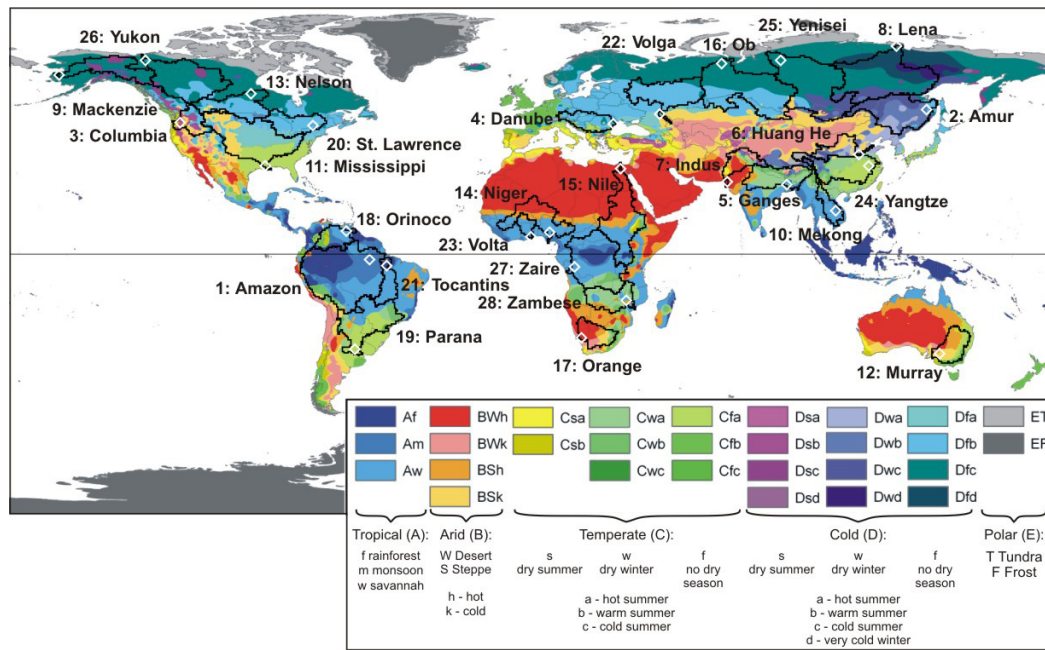 25: Yenisei
26: Yukon
22: Volga
16: Ob
8: Lena
13: Nelson
9: Mackenzie
3: Columbia
4: Danube
2: Amur
6: Huang He
20: St. Lawrence
11: Mississippi
7: Indus
15: Nile
14: Niger
5: Ganges
24: Yangtze
18: Orinoco
10: Mekong
23: Volta
27: Zaire
1: Amazon
21: Tocantins
28: Zambese
19: Parana
17: Orange
12: Murray
Af BWh Csa Cwa Cfa Dsa Dwa Dfa ET
Am BWk Csb Cwb Cfb Dsb Dwb Dfb EF
Aw BSh Cwc Cfc Dsc Dwc Dfc
BSk Dsd Dwd Dfd
Tropical (A): Arid (B): Temperate (C): Cold (D): Polar (E):
f rainforest W Desert s w f s w f T Tundra
m monsoon S Steppe dry summer dry winter no dry dry summer dry winter no dry F Frost
w savannah season season
h - hot a - hot summer a - hot summer
k - cold b - warm summer b - warm summer
c - cold summer c - cold summer
d - very cold winter